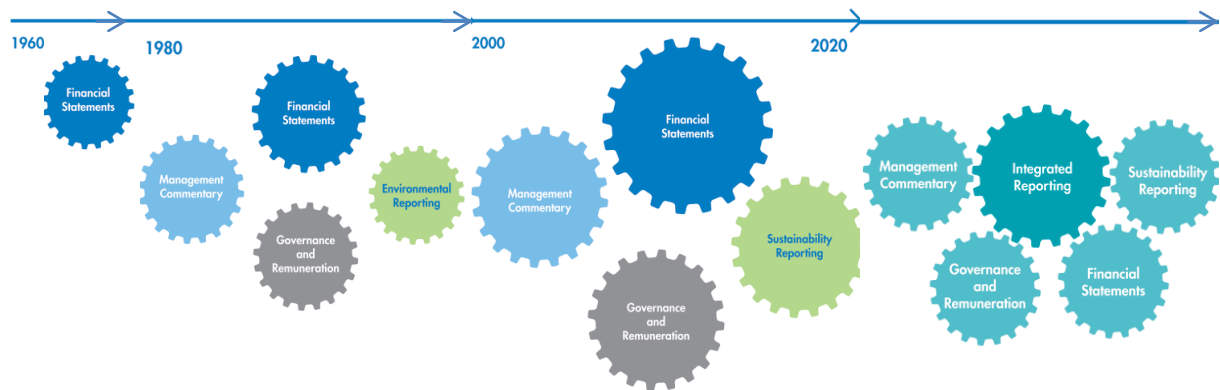 1960
1980
2000
2020
Financial
Statements
Management
Commentary
Financial
Statements
Governance
and
Remuneration
Environmental
Reporting
Management
Commentary
Financial
Statements
Governance
and
Remuneration
Sustainability
Reporting
Management
Commentary
Integrated
Reporting
Sustainability
Reporting
Governance
and
Remuneration
Financial
Statements